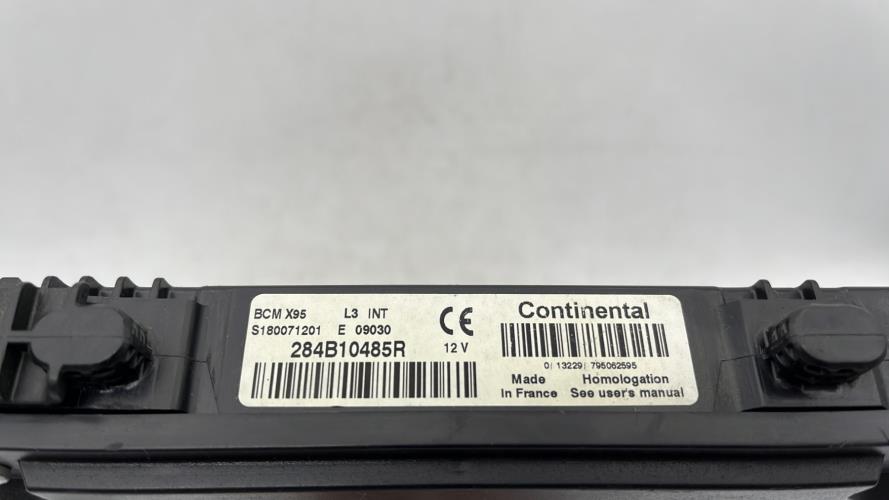 BCM X95 L3 INT
S180071201 E 09030
284B10485R 12 V
CE
Continental
0| 13229| 795062595
Made Homologation
In France See user's manual